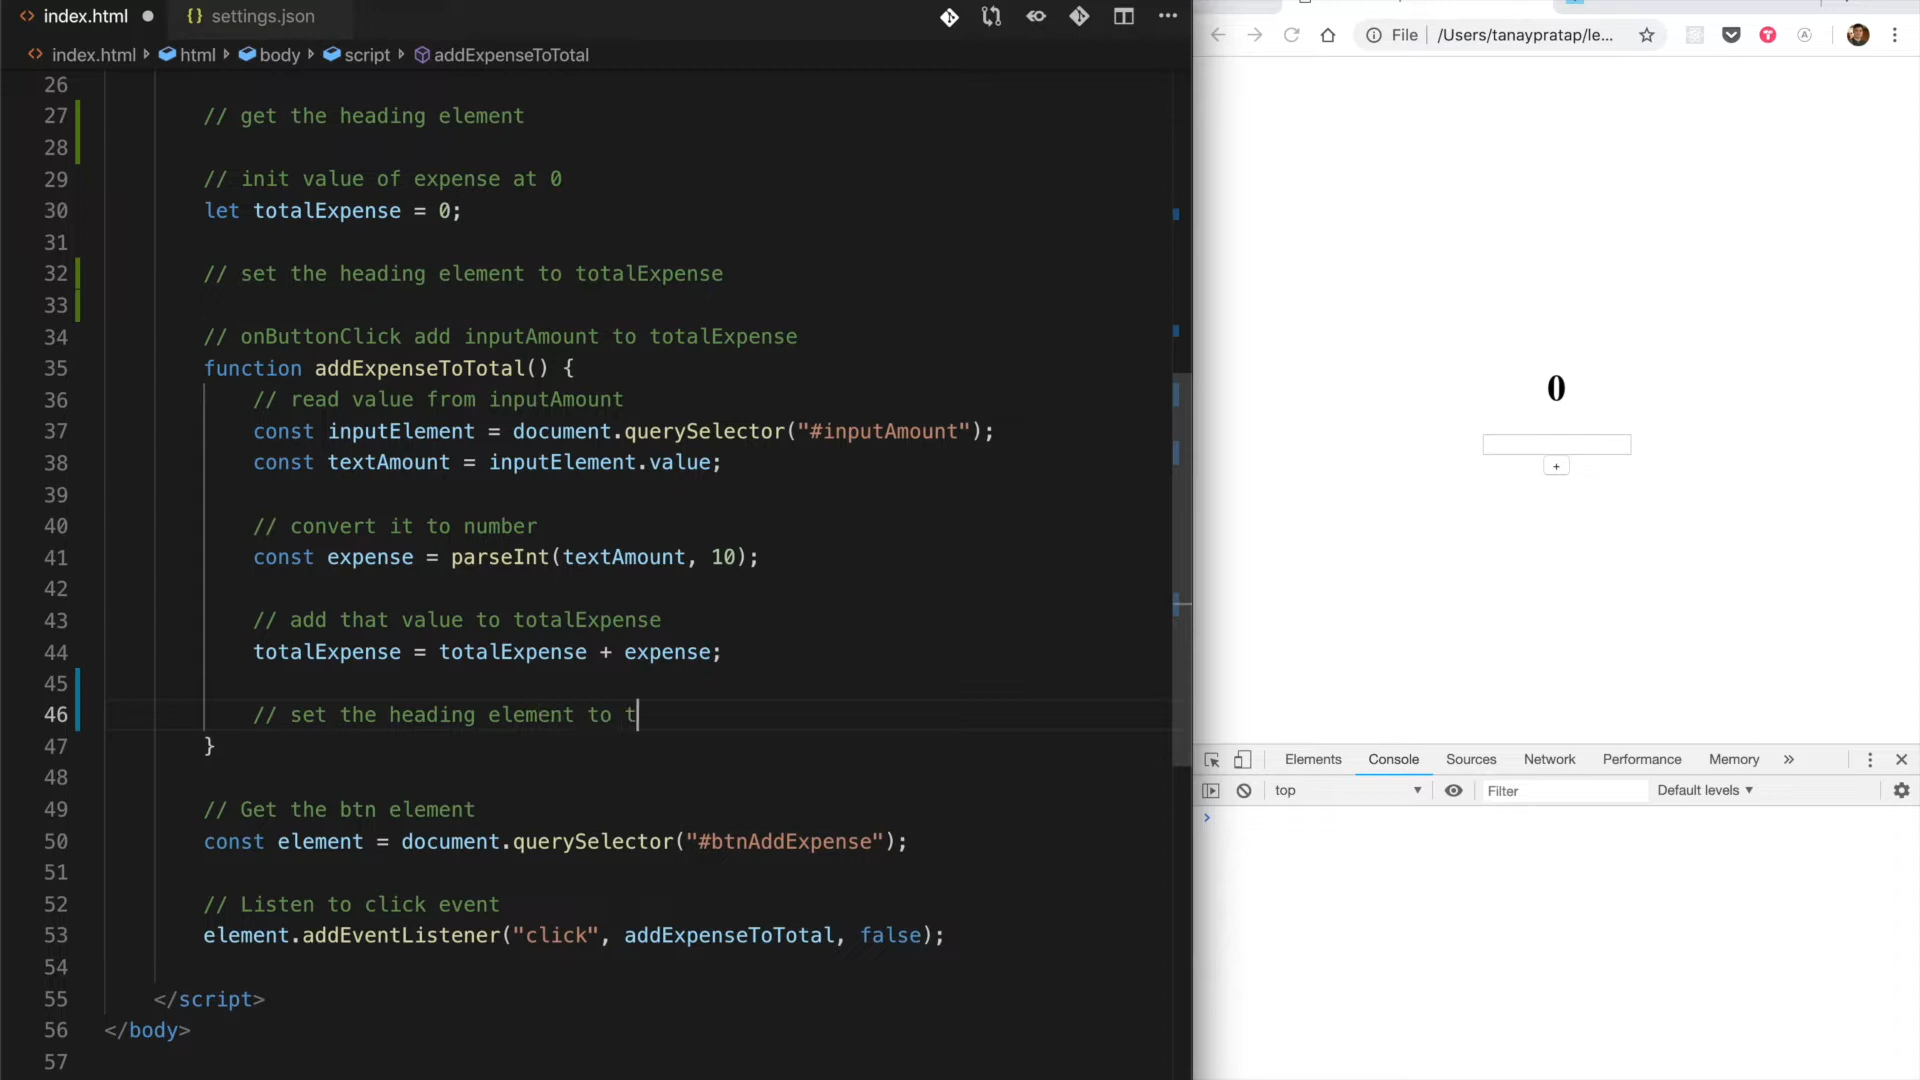 index.html
{} settings.json
index.html html body script addExpenseToTotal
26
27 // get the heading element
28
29 // init value of expense at 0
30 let totalExpense = 0;
31
32 // set the heading element to totalExpense
33
34 // onButtonClick add inputAmount to totalExpense
35 function addExpenseToTotal() {
36 // read value from inputAmount
37 const inputElement = document.querySelector("#inputAmount");
38 const textAmount = inputElement.value;
39
40 // convert it to number
41 const expense = parseInt(textAmount, 10);
42
43 // add that value to totalExpense
44 totalExpense = totalExpense + expense;
45
46 // set the heading element to t
47 }
48
49 // Get the btn element
50 const element = document.querySelector("#btnAddExpense");
51
52 // Listen to click event
53 element.addEventListener("click", addExpenseToTotal, false);
54
55 </script>
56 </body>
57
File /Users/tanaypratap/le...
0
+
Elements Console Sources Network Performance Memory »
top Filter Default levels